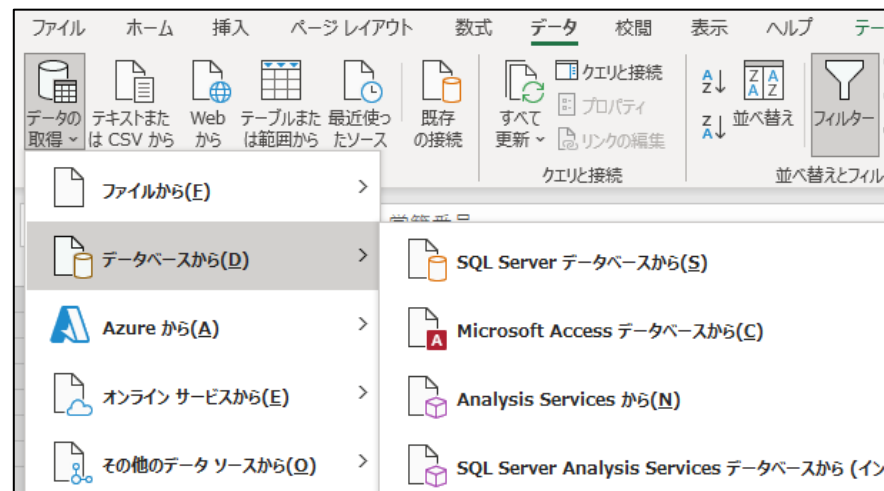 ファイル ホーム 挿入 ページ レイアウト 数式 データ 校閲 表示 ヘルプ テー
データの 取得
テキストまた は CSV から
Web から
テーブルまた は範囲から
最近使っ たソース
既存 の接続
すべて 更新
クエリと接続
プロパティ
リンクの編集
並べ替え
フィルター
クエリと接続
並べ替えとフィル
ファイルから(F)
データベースから(D)
Azure から(A)
オンライン サービスから(E)
その他のデータ ソースから(O)
SQL Server データベースから(S)
Microsoft Access データベースから(C)
Analysis Services から(N)
SQL Server Analysis Services データベースから (イン